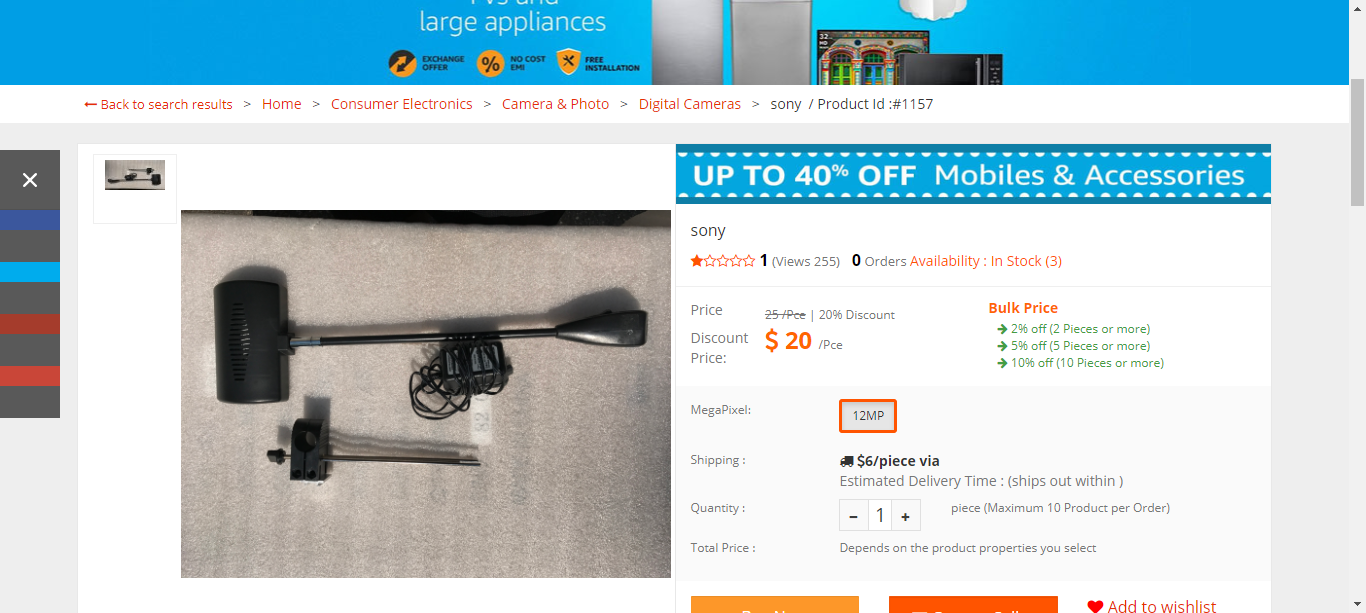 large appliances
EXCHANGE
OFFER
%
NO COST
EMI
FREE
INSTALLATION
32"
HD
Back to search results > Home > Consumer Electronics > Camera & Photo > Digital Cameras > sony / Product Id :#1157
UP TO 40% OFF Mobiles & Accessories
sony
1 (Views 255) 0 Orders Availability : In Stock (3)
Price 25 /Pce | 20% Discount
Discount Price: $ 20 /Pce
Bulk Price
2% off (2 Pieces or more)
5% off (5 Pieces or more)
10% off (10 Pieces or more)
MegaPixel: 12MP
Shipping : $6/piece via
Estimated Delivery Time : (ships out within )
Quantity : - 1 + piece (Maximum 10 Product per Order)
Total Price : Depends on the product properties you select
Add to wishlist